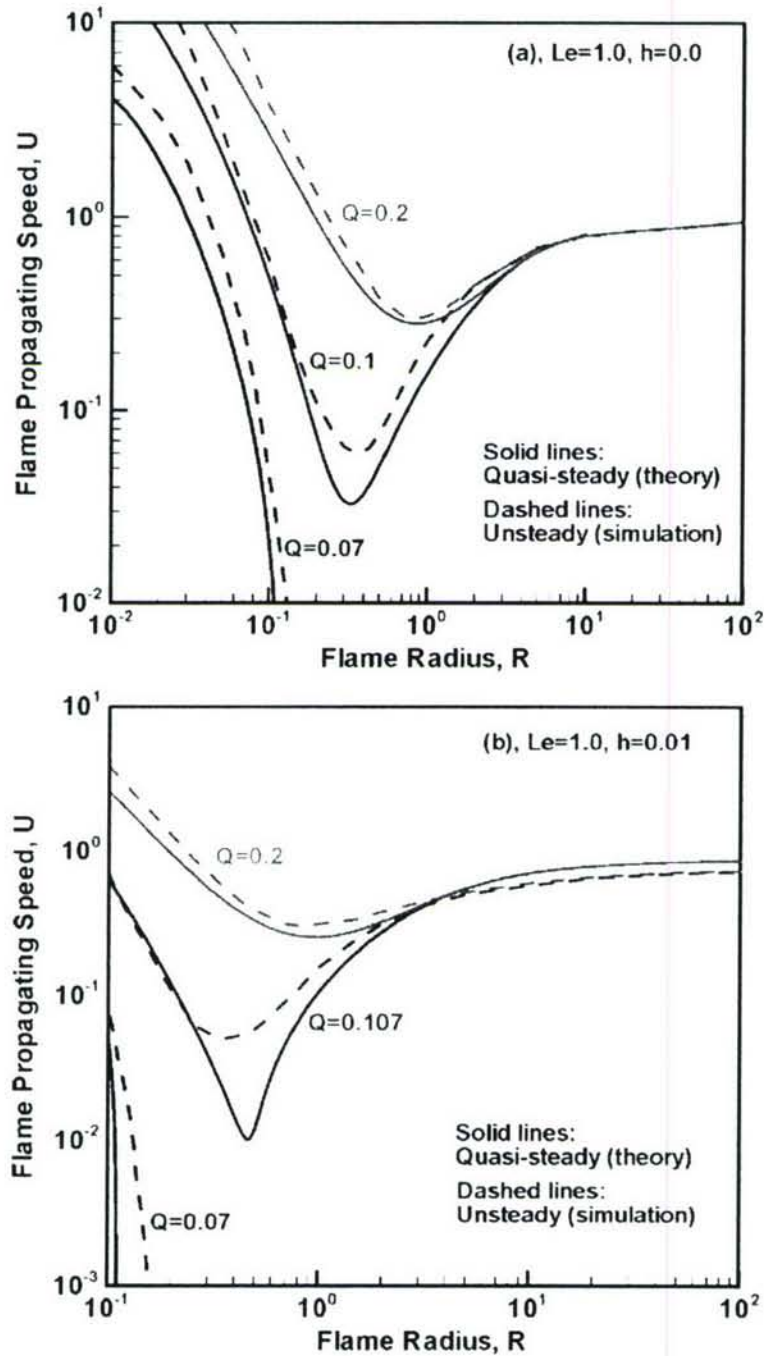 10¹
(a), Le=1.0, h=0.0
Flame Propagating Speed, U
10⁰
Q=0.2
Q=0.1
10⁻¹
Solid lines:
Quasi-steady (theory)
Dashed lines:
Unsteady (simulation)
Q=0.07
10⁻²
10⁻² 10⁻¹ 10⁰ 10¹ 10²
Flame Radius, R
10¹
(b), Le=1.0, h=0.01
Flame Propagating Speed, U
10⁰
Q=0.2
10⁻¹
Q=0.107
10⁻²
Solid lines:
Quasi-steady (theory)
Dashed lines:
Unsteady (simulation)
Q=0.07
10⁻³
10⁻¹ 10⁰ 10¹ 10²
Flame Radius, R